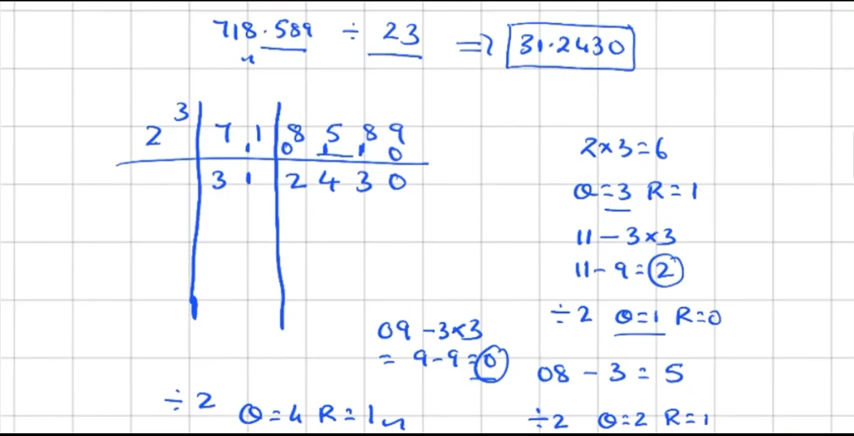 718.589 ÷ 23 ⇒ 31.2430
2 3 7 1 8 5 8 9
1 0 1 1 0
3 1 2 4 3 0
2×3=6
Q=3 R=1
11-3×3
11-9=2
÷2 Q=1 R=0
09-3×3
= 9-9=0
08-3=5
÷2 Q=4 R=1
÷2 Q=2 R=1